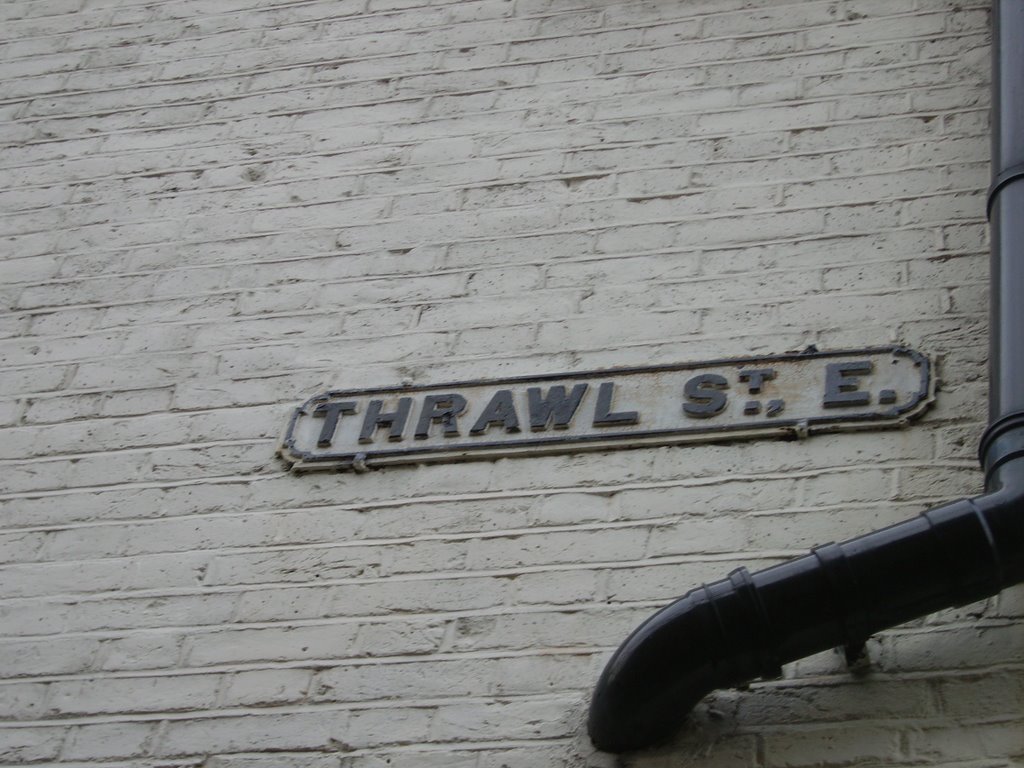 THRAWL ST., E.